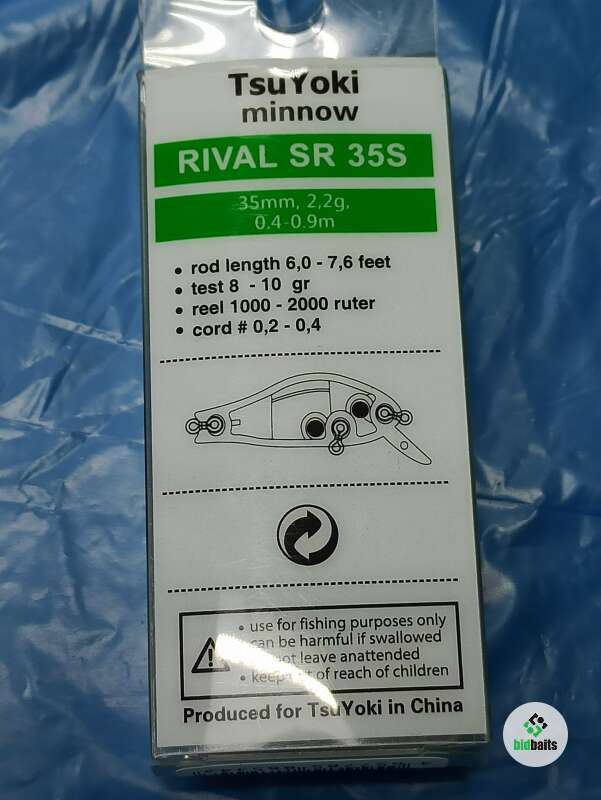 TsuYoki
minnow
RIVAL SR 35S
35mm, 2,2g,
0.4-0.9m
• rod length 6,0 - 7,6 feet
• test 8 - 10 gr
• reel 1000 - 2000 ruter
• cord # 0,2 - 0,4
• use for fishing purposes only
can be harmful if swallowed
not leave anattended
• keep of reach of children
Produced for TsuYoki in China
bidbaits